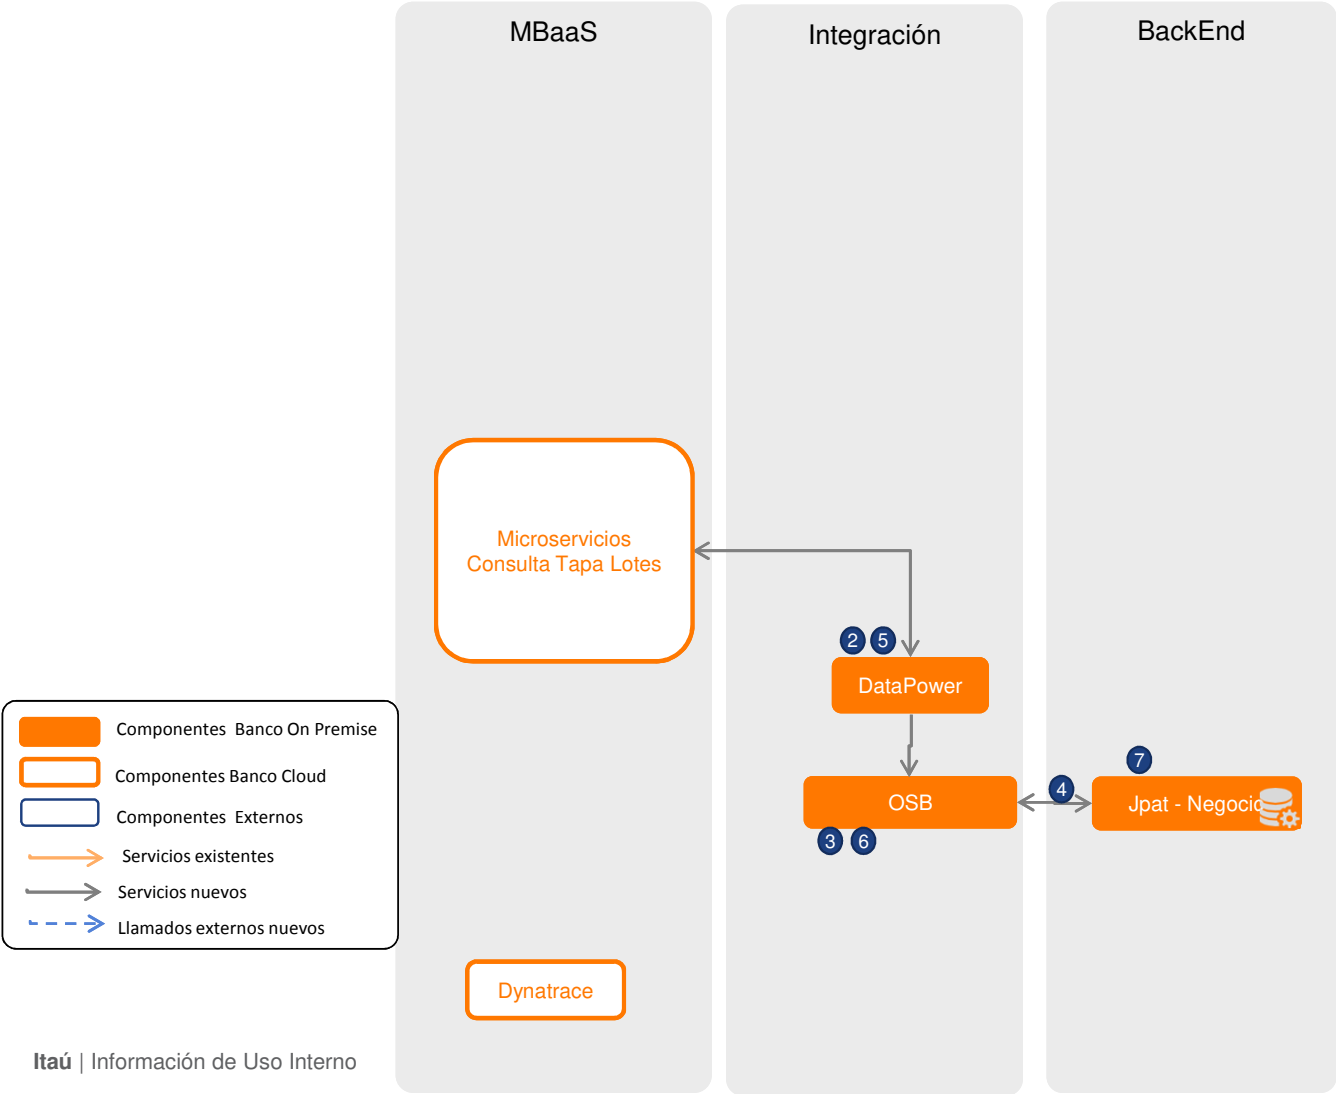 MBaaS
Integración
BackEnd
Microservicios
Consulta Tapa Lotes
2 5
DataPower
7
4
OSB
Jpat - Negocio
3 6
Componentes Banco On Premise
Componentes Banco Cloud
Componentes Externos
Servicios existentes
Servicios nuevos
Llamados externos nuevos
Dynatrace
Itaú | Información de Uso Interno